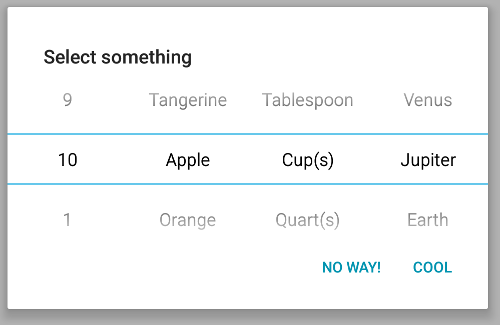 Select something
9 Tangerine Tablespoon Venus
10 Apple Cup(s) Jupiter
1 Orange Quart(s) Earth
NO WAY! COOL